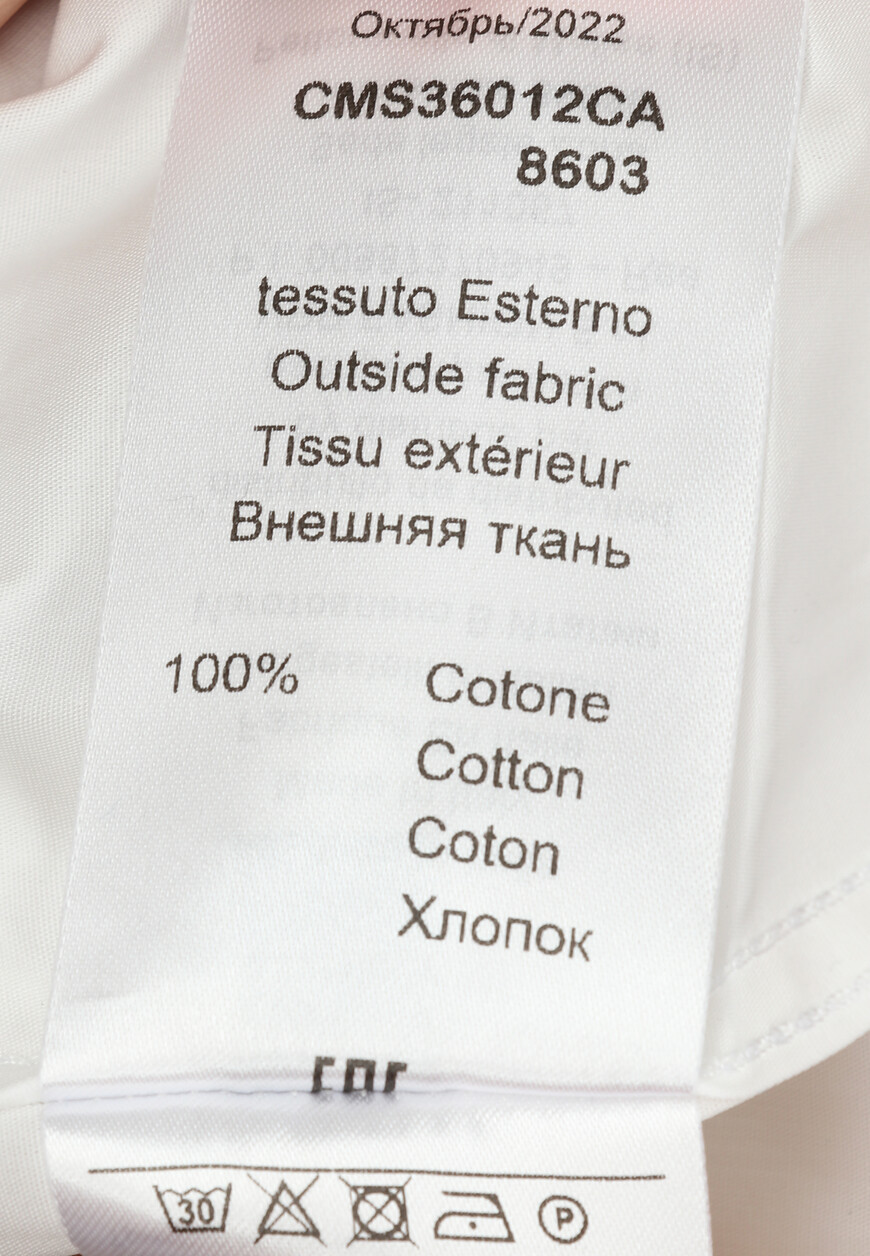 Октябрь/2022
CMS36012CA
8603
tessuto Esterno
Outside fabric
Tissu extérieur
Внешняя ткань
100% Cotone
Cotton
Coton
Хлопок
30
P